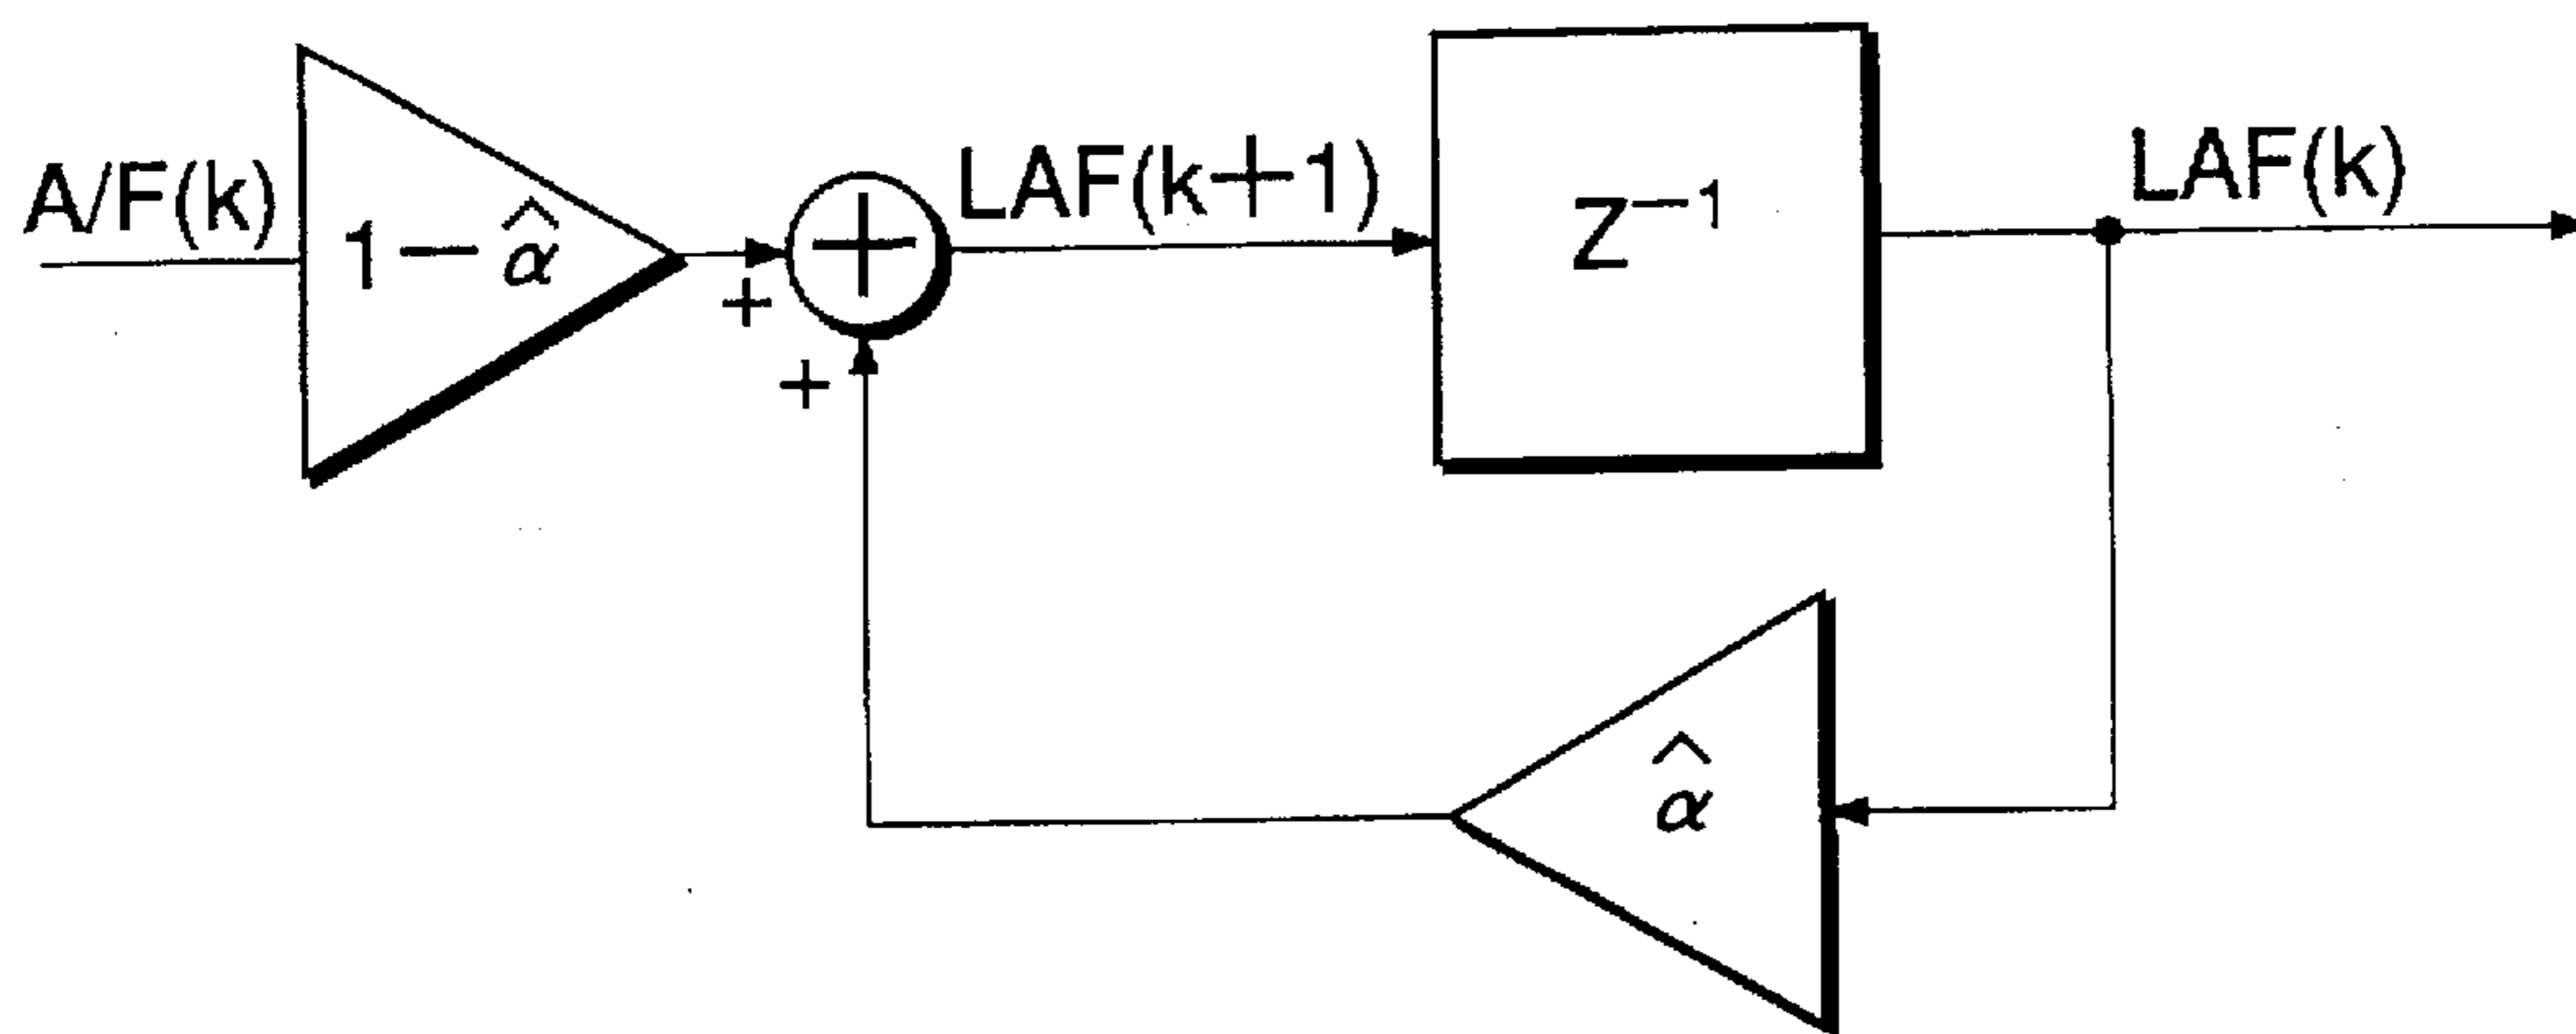 A/F(k)
1−α̂
+
+
+
LAF(k+1)
Z⁻¹
LAF(k)
α̂